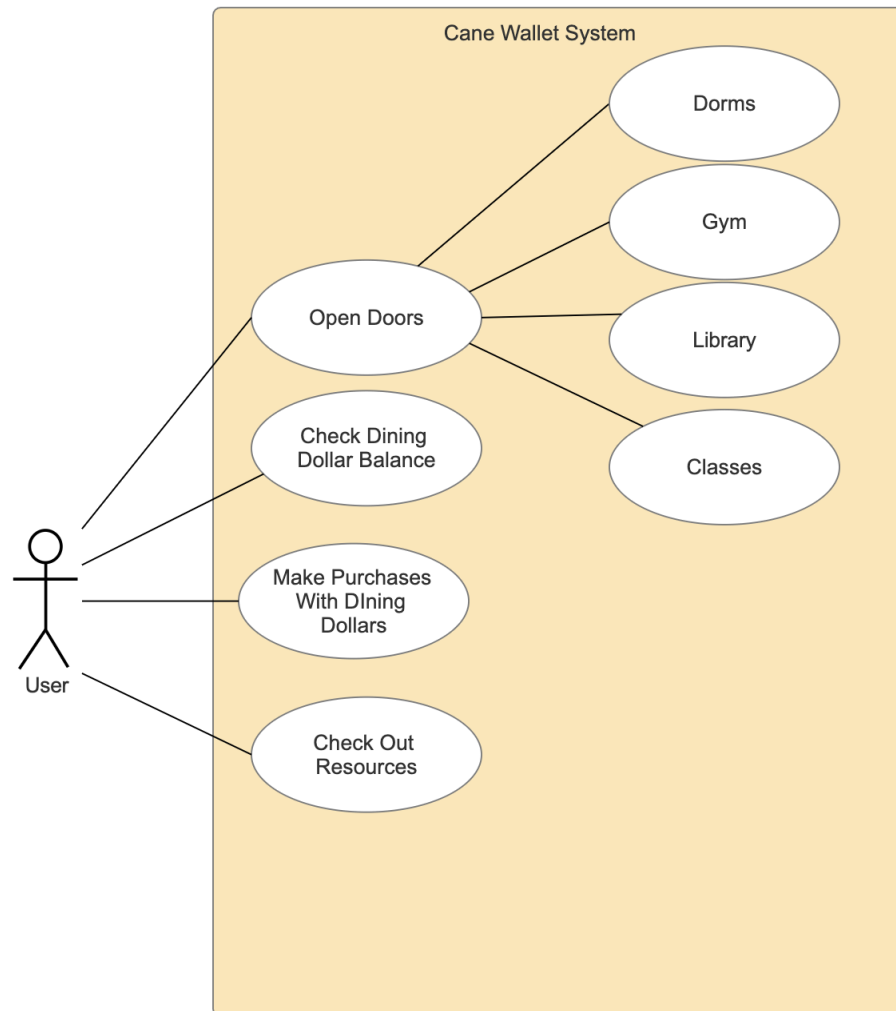 Cane Wallet System
Dorms
Gym
Open Doors
Library
Check Dining
Dollar Balance
Classes
Make Purchases
With DIning
Dollars
User
Check Out
Resources